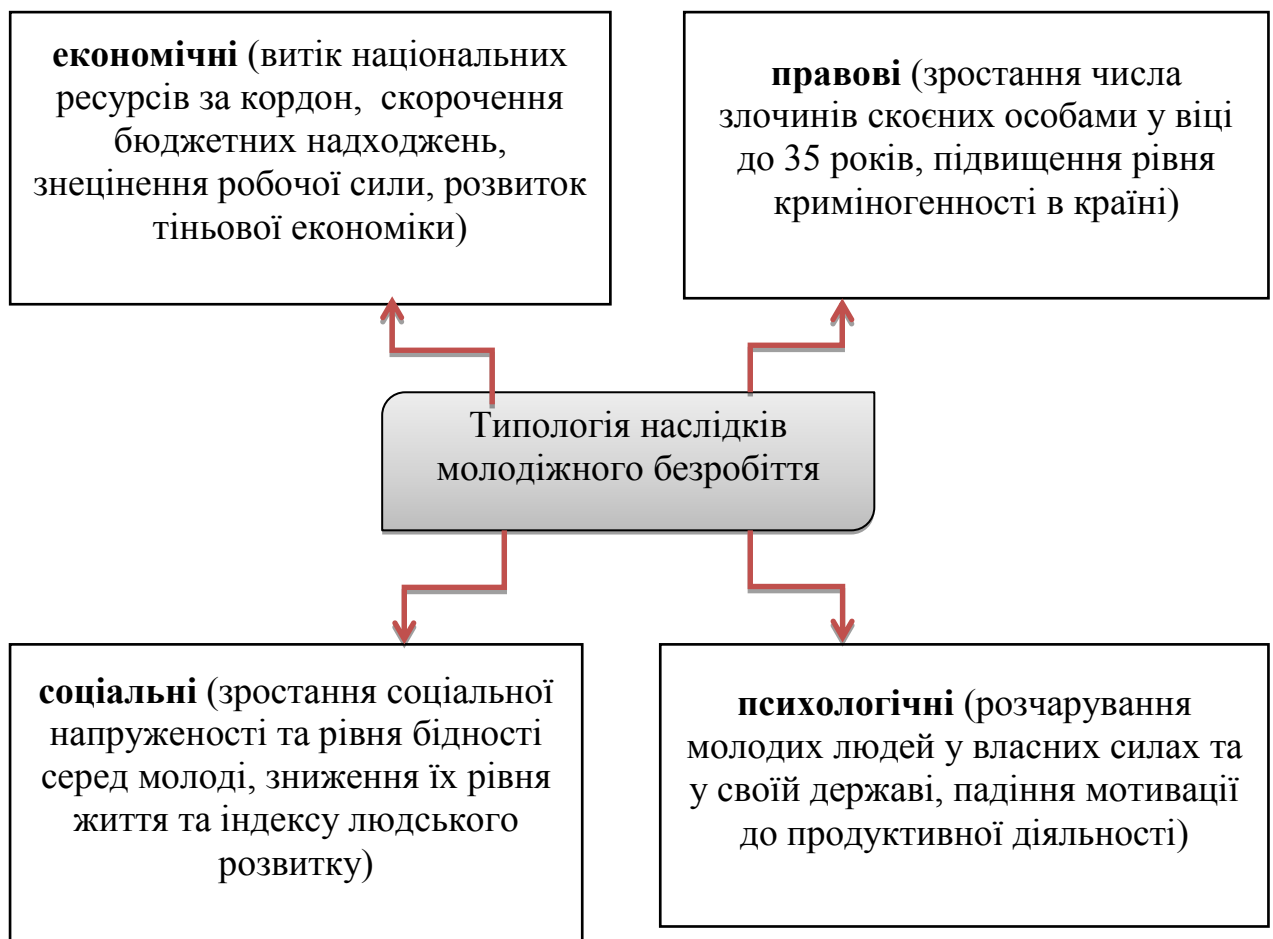 економічні (витік національних
ресурсів за кордон, скорочення
бюджетних надходжень,
знецінення робочої сили, розвиток
тіньової економіки)
правові (зростання числа
злочинів скоєних особами у віці
до 35 років, підвищення рівня
криміногенності в країні)
Типологія наслідків
молодіжного безробіття
соціальні (зростання соціальної
напруженості та рівня бідності
серед молоді, зниження їх рівня
життя та індексу людського
розвитку)
психологічні (розчарування
молодих людей у власних силах та
у своїй державі, падіння мотивації
до продуктивної діяльності)